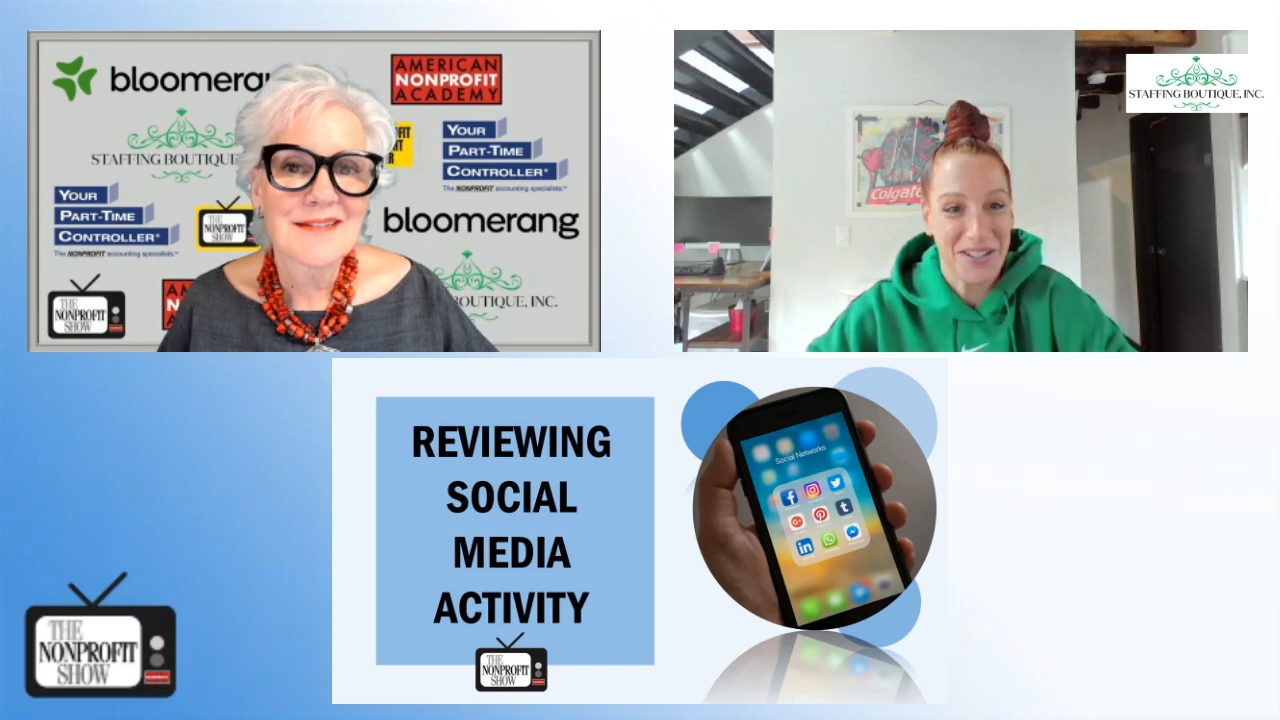 bloomerang
AMERICAN
NONPROFIT
ACADEMY
STAFFING BOUTIQUE
YOUR
PART-TIME
CONTROLLER®
The NONPROFIT accounting specialists.™
YOUR
PART-TIME
CONTROLLER®
The NONPROFIT accounting specialists.™
THE
NONPROFIT
SHOW
bloomerang
THE
NONPROFIT
SHOW
BOUTIQUE, INC.
Colgate
STAFFING BOUTIQUE, INC.
REVIEWING
SOCIAL
MEDIA
ACTIVITY
THE
NONPROFIT
SHOW
Social Networks
THE
NONPROFIT
SHOW